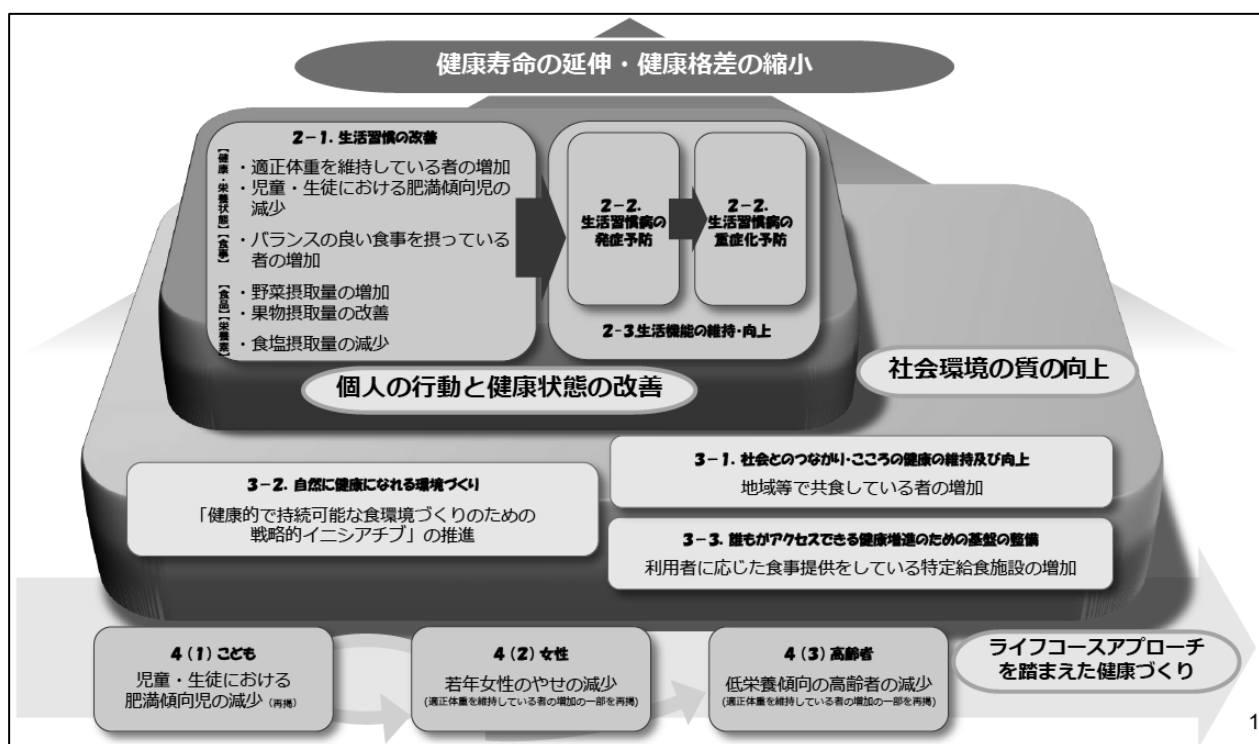 健康寿命の延伸・健康格差の縮小
2-1. 生活習慣の改善
【健康・栄養状態】
・適正体重を維持している者の増加
・児童・生徒における肥満傾向児の
減少
【食事】
・バランスの良い食事を摂っている
者の増加
【食品】
・野菜摂取量の増加
・果物摂取量の改善
【栄養素】
・食塩摂取量の減少
2-2.
生活習慣病の
発症予防
2-2.
生活習慣病の
重症化予防
2-3.生活機能の維持・向上
個人の行動と健康状態の改善
社会環境の質の向上
3-1. 社会とのつながり・こころの健康の維持及び向上
地域等で共食している者の増加
3-2. 自然に健康になれる環境づくり
「健康的で持続可能な食環境づくりのための
戦略的イニシアチブ」の推進
3-3. 誰もがアクセスできる健康増進のための基盤の整備
利用者に応じた食事提供をしている特定給食施設の増加
4(1)こども
児童・生徒における
肥満傾向児の減少(再掲)
4(2)女性
若年女性のやせの減少
(適正体重を維持している者の増加の一部を再掲)
4(3)高齢者
低栄養傾向の高齢者の減少
(適正体重を維持している者の増加の一部を再掲)
ライフコースアプローチ
を踏まえた健康づくり
1